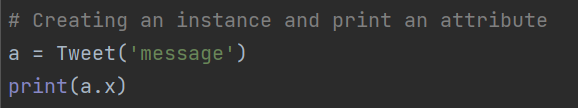 # Creating an instance and print an attribute
a = Tweet('message')
print(a.x)